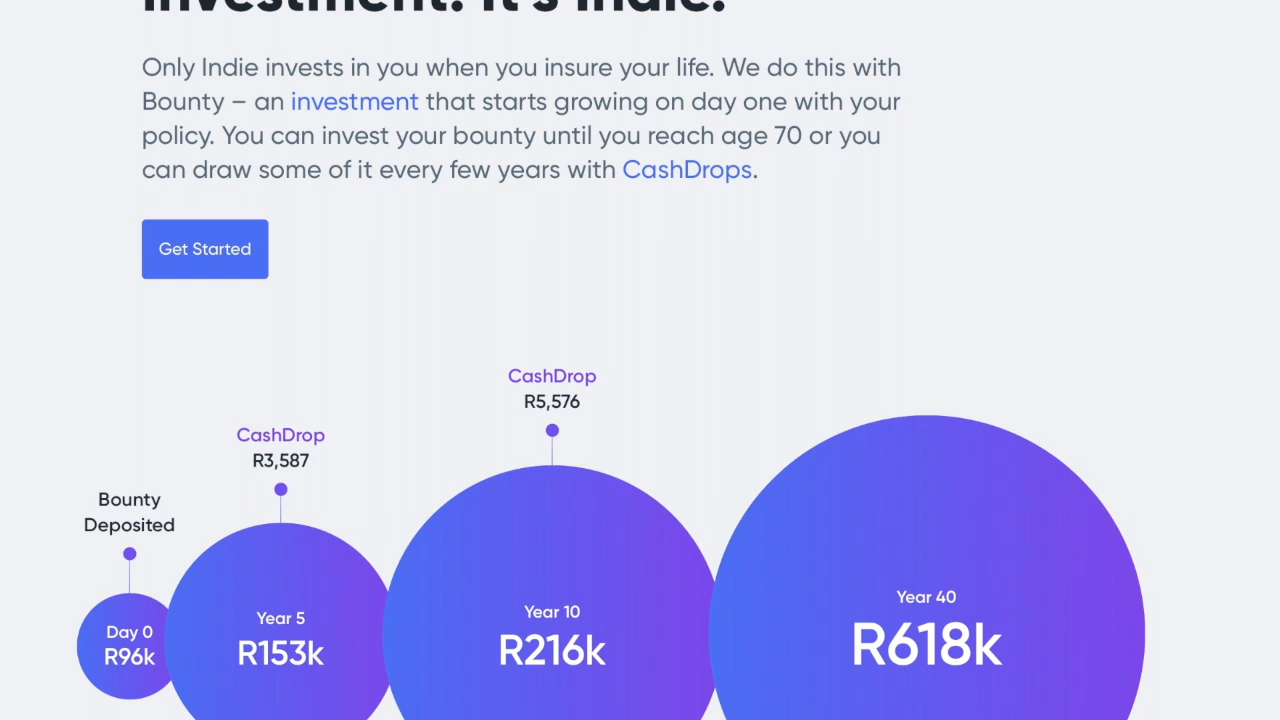 investment. It's Indie.
Only Indie invests in you when you insure your life. We do this with
Bounty – an investment that starts growing on day one with your
policy. You can invest your bounty until you reach age 70 or you
can draw some of it every few years with CashDrops.
Get Started
CashDrop
R5,576
CashDrop
R3,587
Bounty
Deposited
Day 0
R96k
Year 5
R153k
Year 10
R216k
Year 40
R618k